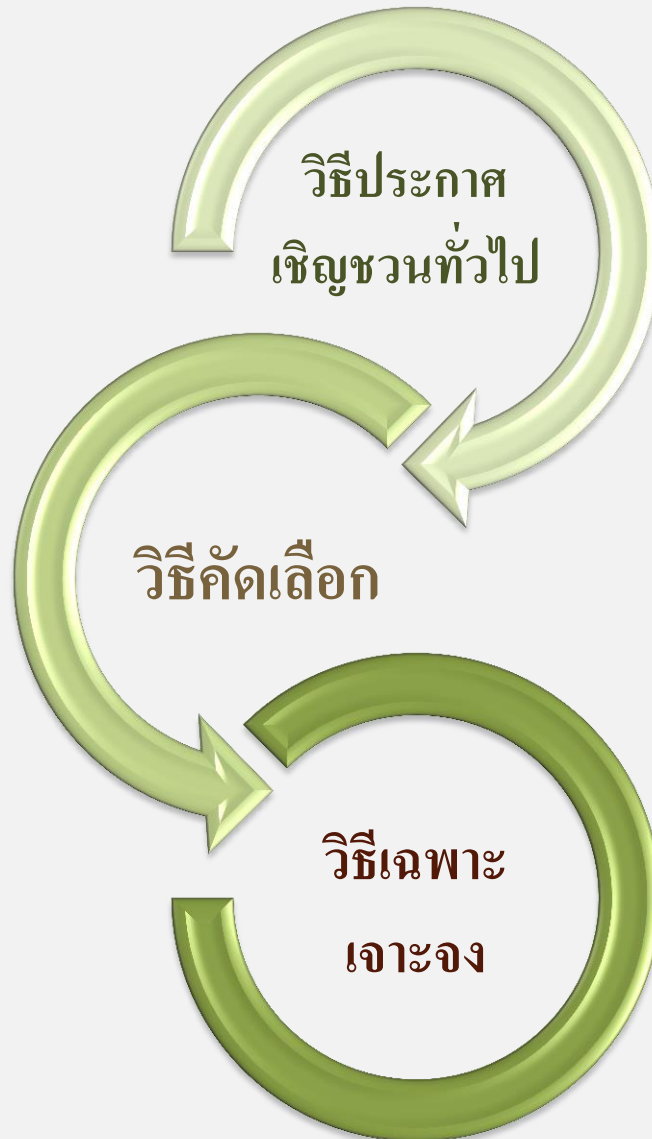 วิธีประกาศ
เชิญชวนทั่วไป
วิธีคัดเลือก
วิธีเฉพาะ
เจาะจง